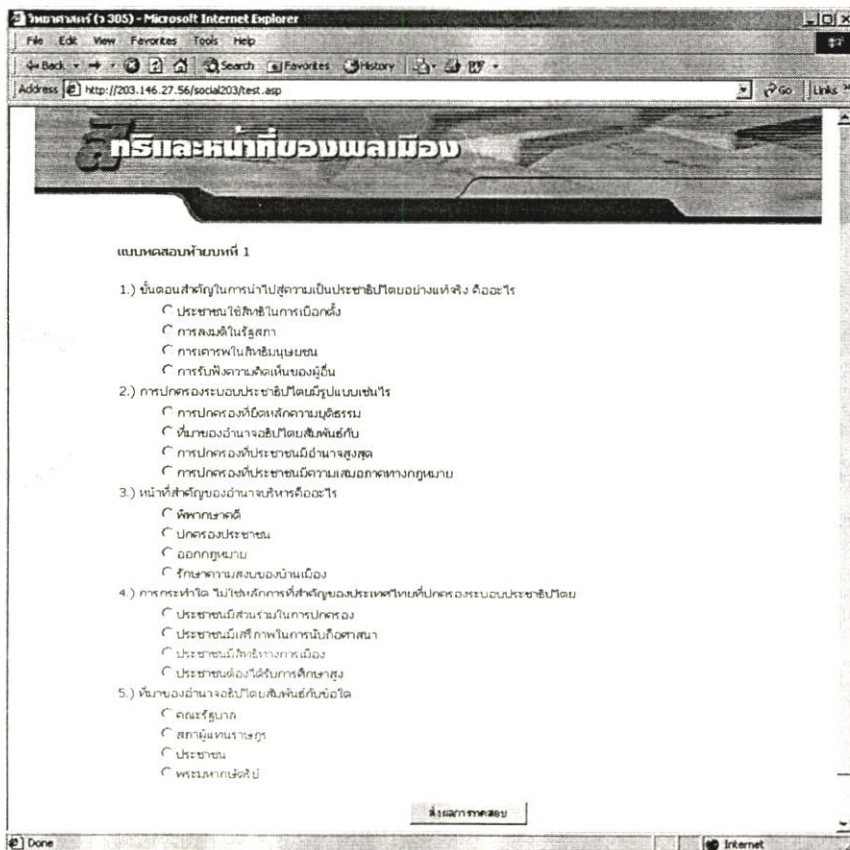 วิทยาศาสตร์ (ว 305) - Microsoft Internet Explorer
File Edit View Favorites Tools Help
Back Search Favorites History
Address http://203.146.27.56/social203/test.asp Go Links
สิทธิและหน้าที่ของพลเมือง
แบบทดสอบท้ายบทที่ 1
1.) ขั้นตอนสำคัญในการนำไปสู่ความเป็นประชาธิปไตยอย่างแท้จริง คืออะไร
ประชาชนใช้สิทธิในการเลือกตั้ง
การลงมติในรัฐสภา
การเคารพในสิทธิมนุษยชน
การรับฟังความคิดเห็นของผู้อื่น
2.) การปกครองระบอบประชาธิปไตยมีรูปแบบเช่นไร
การปกครองที่ยึดหลักความยุติธรรม
ที่มาของอำนาจอธิปไตยสัมพันธ์กับ
การปกครองที่ประชาชนมีอำนาจสูงสุด
การปกครองที่ประชาชนมีความเสมอภาคทางกฎหมาย
3.) หน้าที่สำคัญของอำนาจบริหารคืออะไร
พิพากษาคดี
ปกครองประชาชน
ออกกฎหมาย
รักษาความสงบของบ้านเมือง
4.) การกระทำใด ไม่ใช่หลักการที่สำคัญของประเทศไทยที่ปกครองระบอบประชาธิปไตย
ประชาชนมีส่วนร่วมในการปกครอง
ประชาชนมีเสรีภาพในการนับถือศาสนา
ประชาชนมีสิทธิทางการเมือง
ประชาชนต้องได้รับการศึกษาสูง
5.) ที่มาของอำนาจอธิปไตยสัมพันธ์กับข้อใด
คณะรัฐบาล
สภาผู้แทนราษฎร
ประชาชน
พระมหากษัตริย์
ส่งผลการทดสอบ
Done Internet